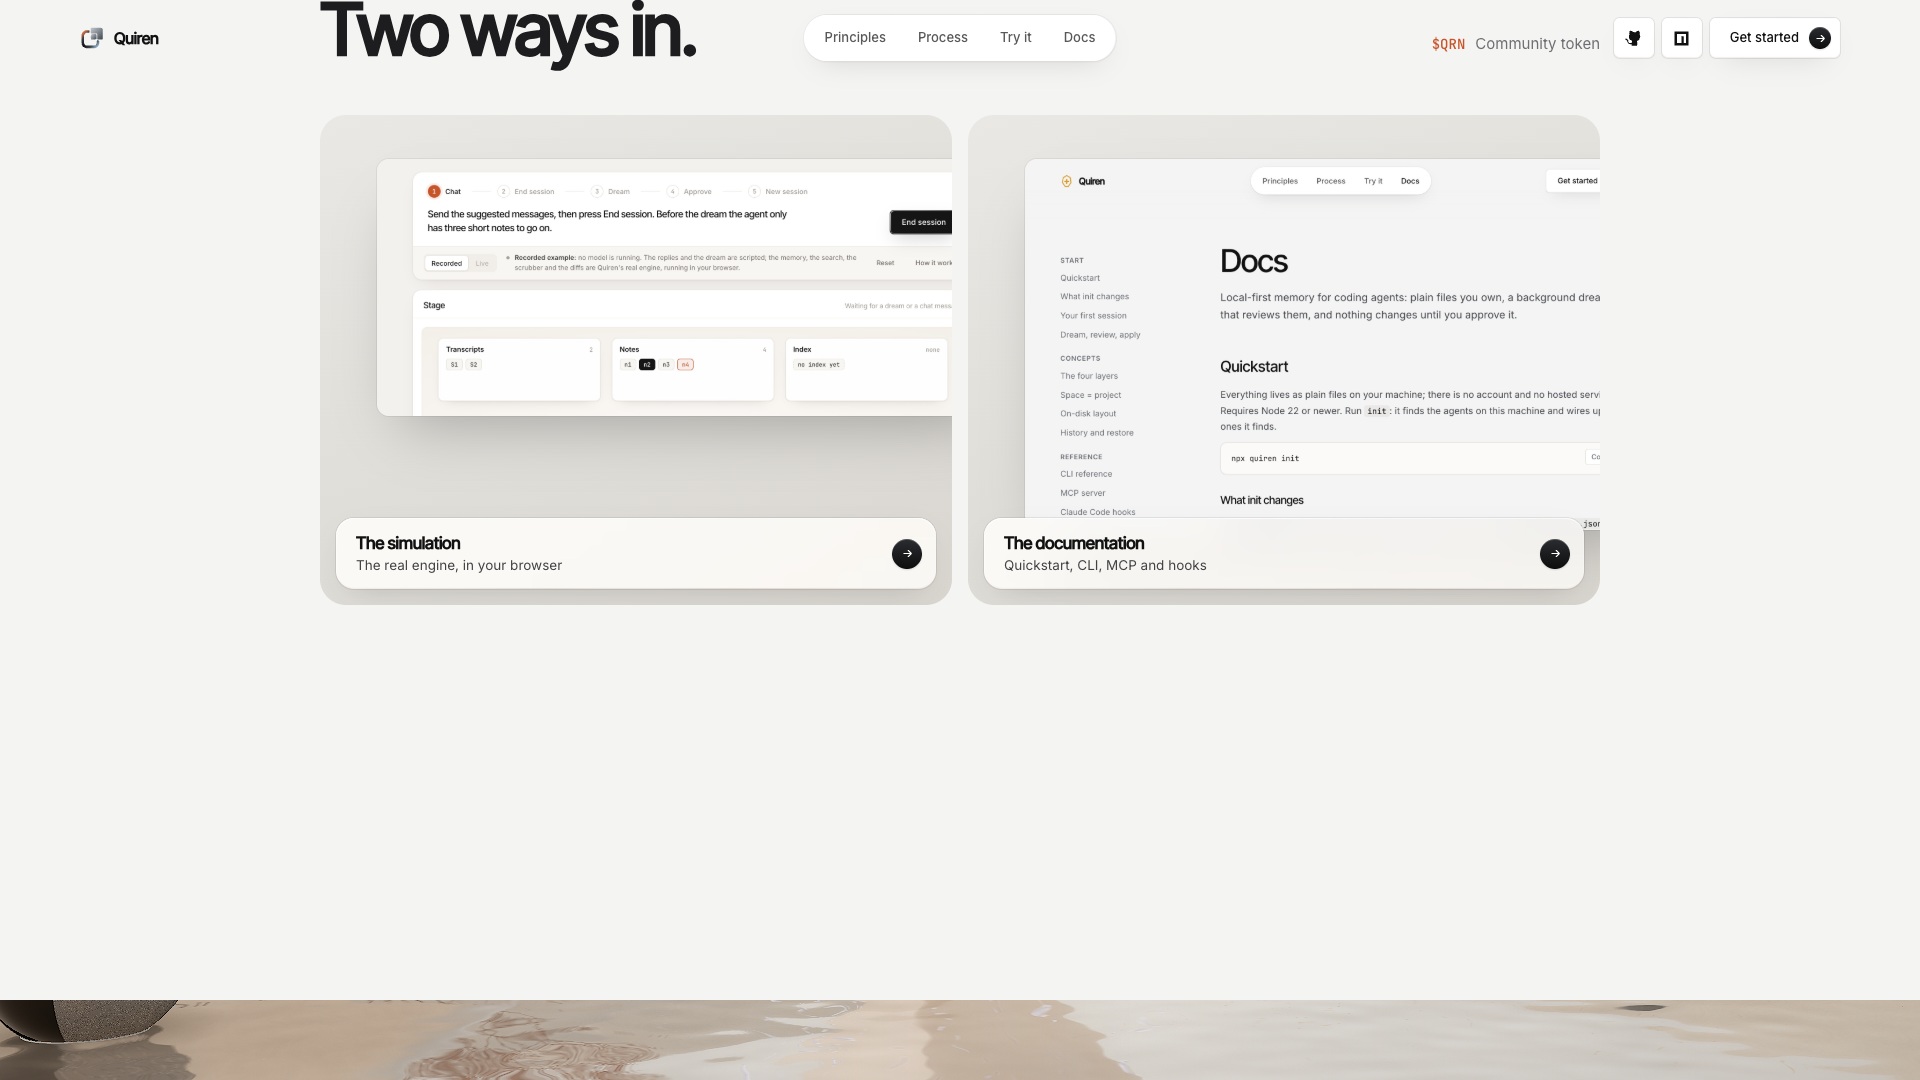 Two ways in.
Quiren
Principles Process Try it Docs
$QRN Community token
Get started
1 Chat 2 End session 3 Dream 4 Approve 5 New session
Send the suggested messages, then press End session. Before the dream the agent only
has three short notes to go on.
End session
Recorded Live
Recorded example: no model is running. The replies and the dream are scripted; the memory, the search, the
scrubber and the diffs are Quiren's real engine, running in your browser.
Reset How it work
Stage
Waiting for a dream or a chat mess
Transcripts 2
S1 S2
Notes 4
n1 n2 n3 n4
Index none
no index yet
The simulation
The real engine, in your browser
Quiren
Principles Process Try it Docs
Get started
START
Quickstart
What init changes
Your first session
Dream, review, apply
CONCEPTS
The four layers
Space = project
On-disk layout
History and restore
REFERENCE
CLI reference
MCP server
Claude Code hooks
Docs
Local-first memory for coding agents: plain files you own, a background drea
that reviews them, and nothing changes until you approve it.
Quickstart
Everything lives as plain files on your machine; there is no account and no hosted servi
Requires Node 22 or newer. Run init: it finds the agents on this machine and wires up
ones it finds.
npx quiren init
Co
What init changes
json
The documentation
Quickstart, CLI, MCP and hooks